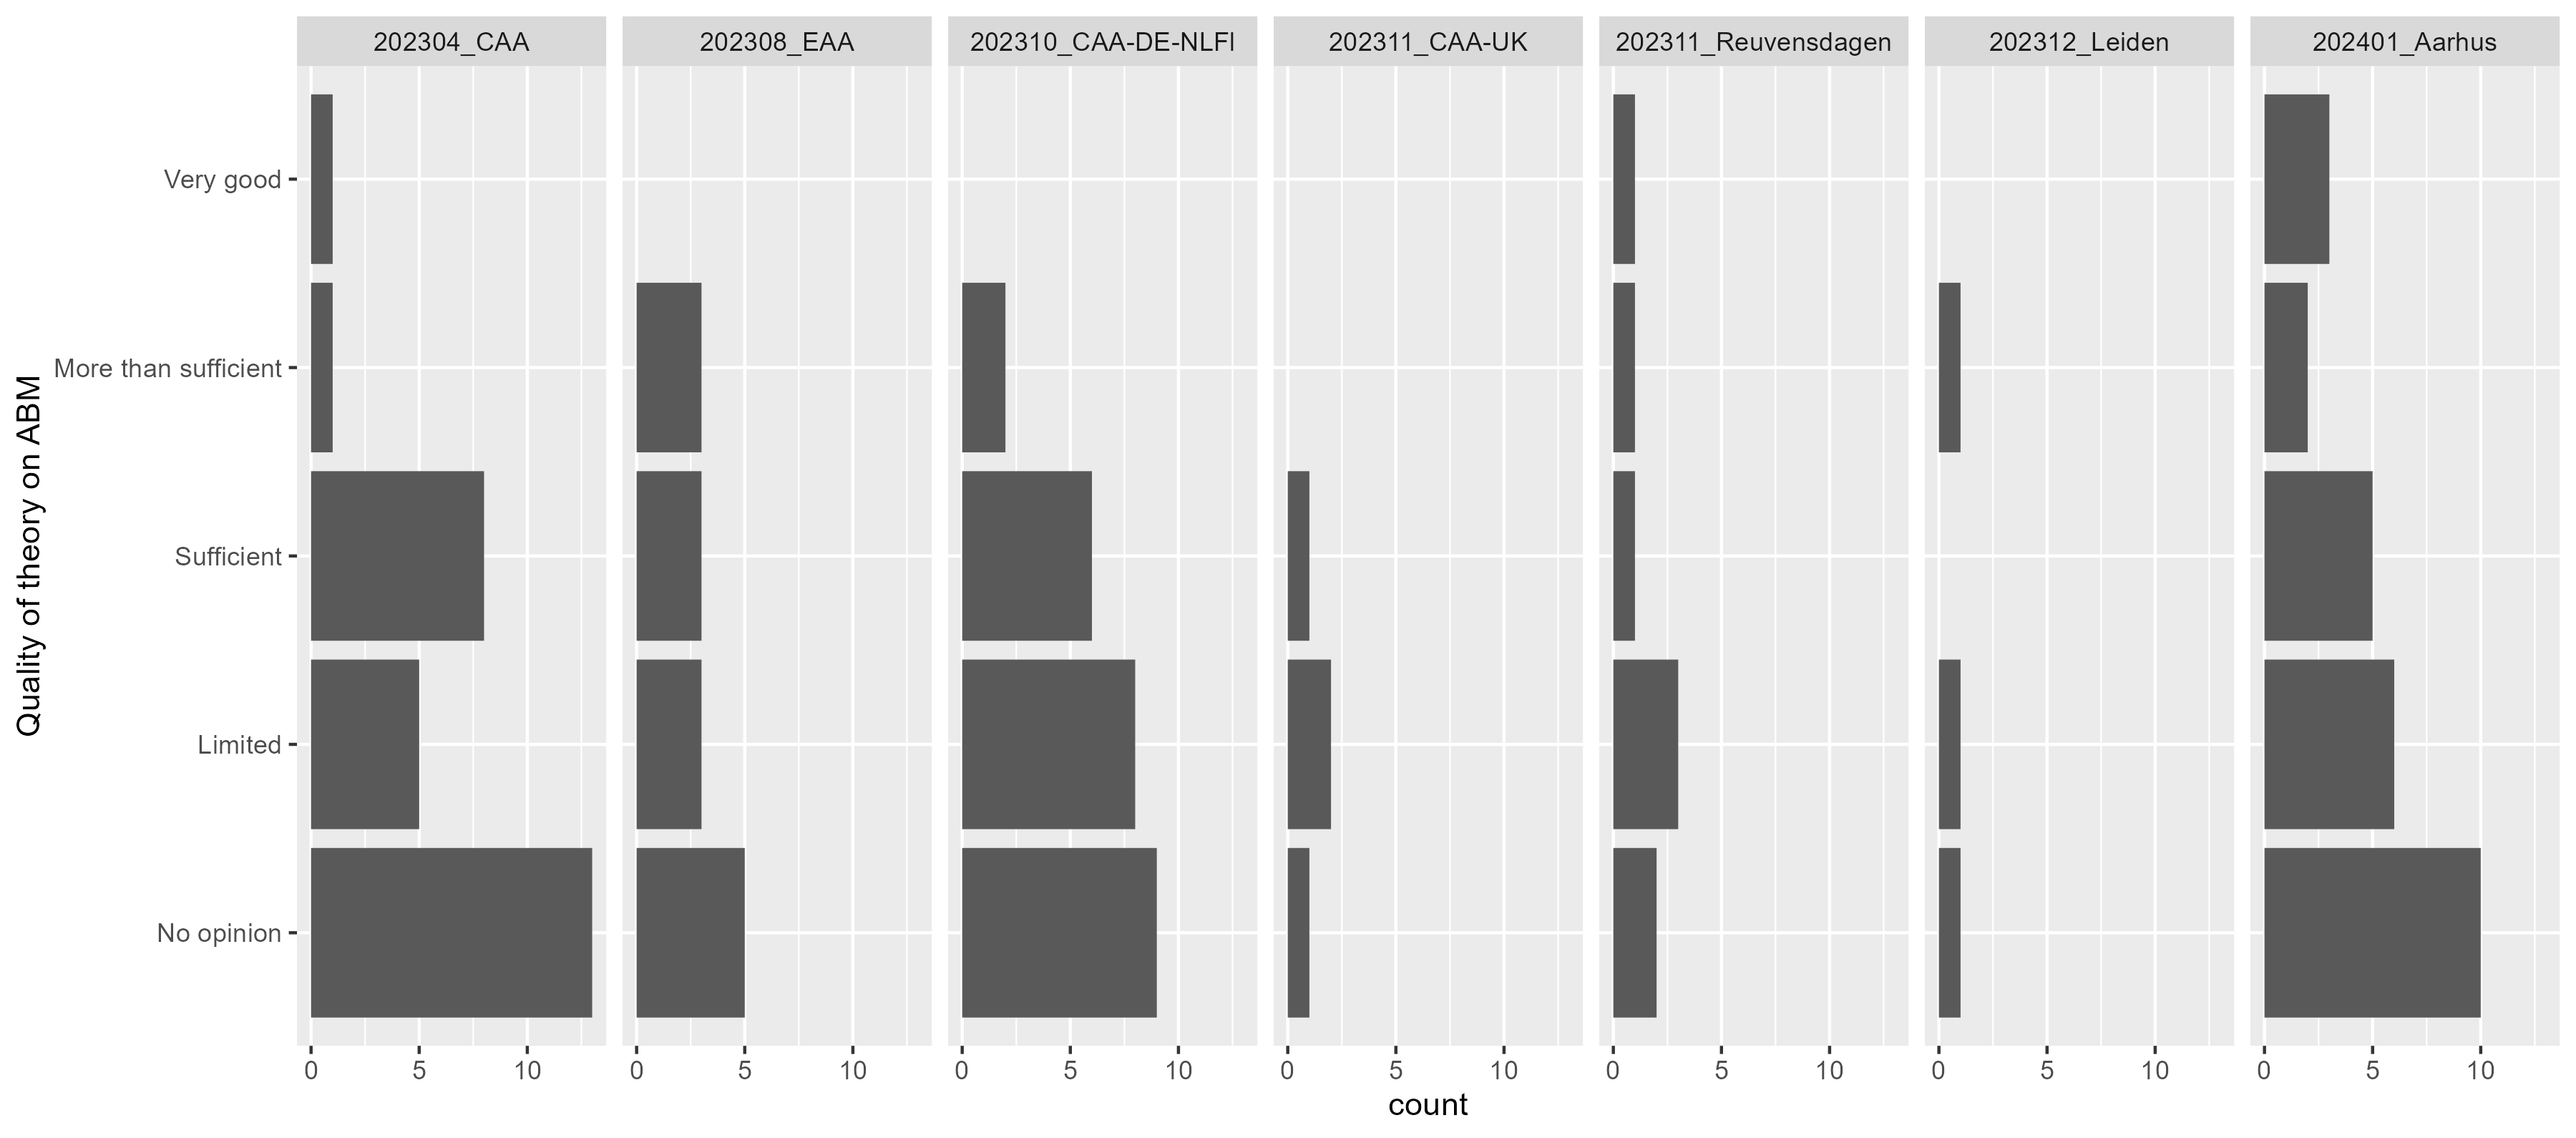 202304_CAA
202308_EAA
202310_CAA-DE-NLFI
202311_CAA-UK
202311_Reuvensdagen
202312_Leiden
202401_Aarhus
Quality of theory on ABM
Very good
More than sufficient
Sufficient
Limited
No opinion
0 5 10
0 5 10
0 5 10
0 5 10
0 5 10
0 5 10
0 5 10
count